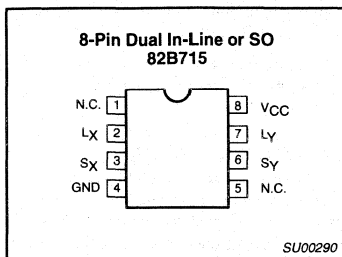 8-Pin Dual In-Line or SO
82B715
N.C. 1 8 VCC
LX 2 7 LY
SX 3 6 SY
GND 4 5 N.C.
SU00290